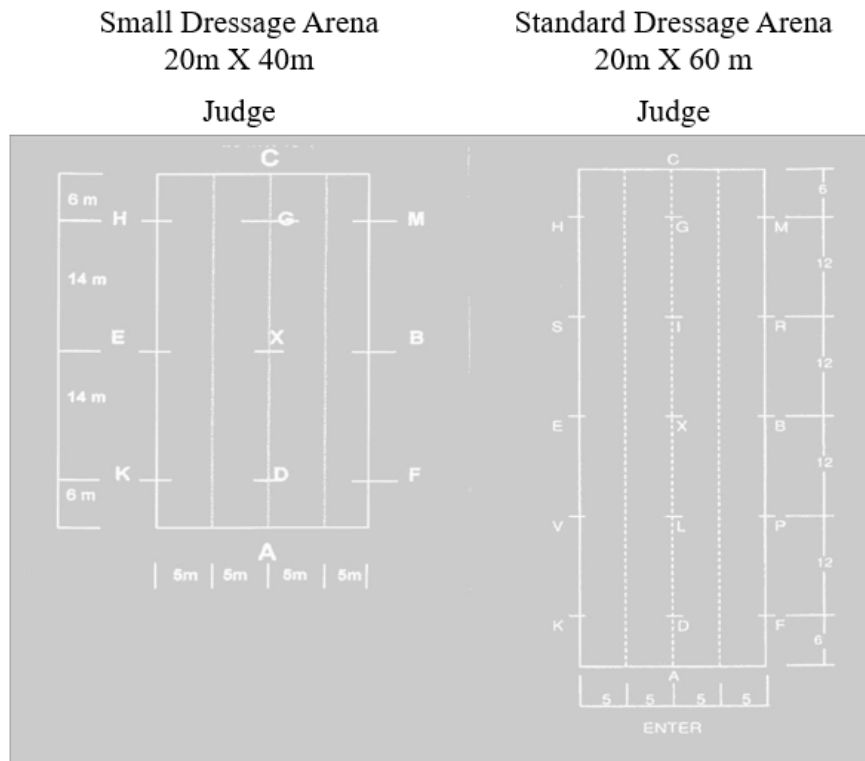 Small Dressage Arena
20m X 40m
Judge
C
6 m
H
G
M
14 m
E
X
B
14 m
K
D
F
6 m
A
5m
5m
5m
5m
Standard Dressage Arena
20m X 60 m
Judge
C
6
H
G
M
12
S
I
R
12
E
X
B
12
V
L
P
12
K
D
F
6
A
5
5
5
5
ENTER